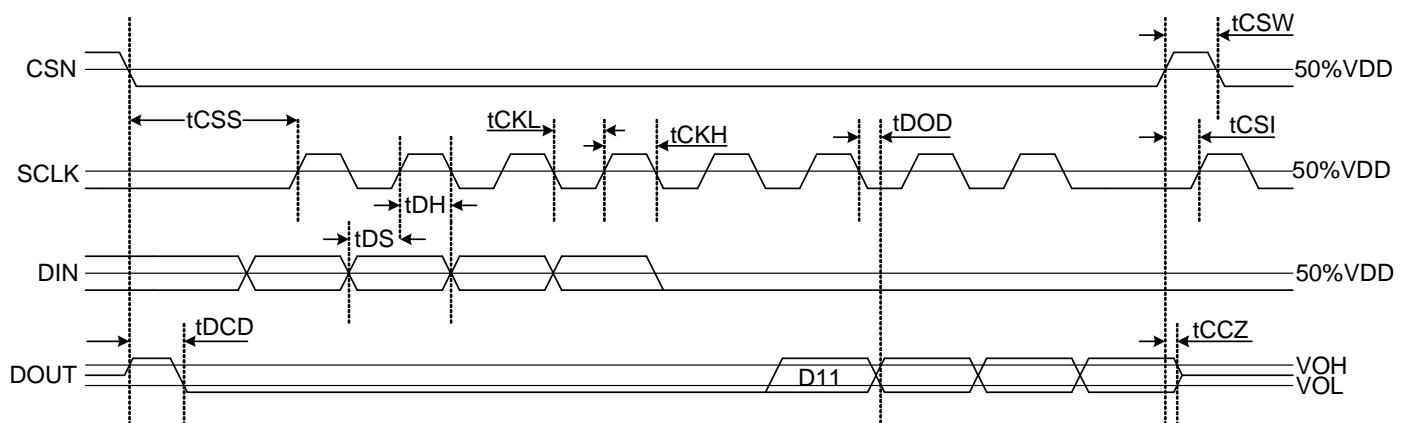 tCSW
CSN
50%VDD
tCSS
tCKL
tCKH
tDOD
tCSI
SCLK
50%VDD
tDH
tDS
DIN
50%VDD
tDCD
tCCZ
DOUT
D11
VOH
VOL